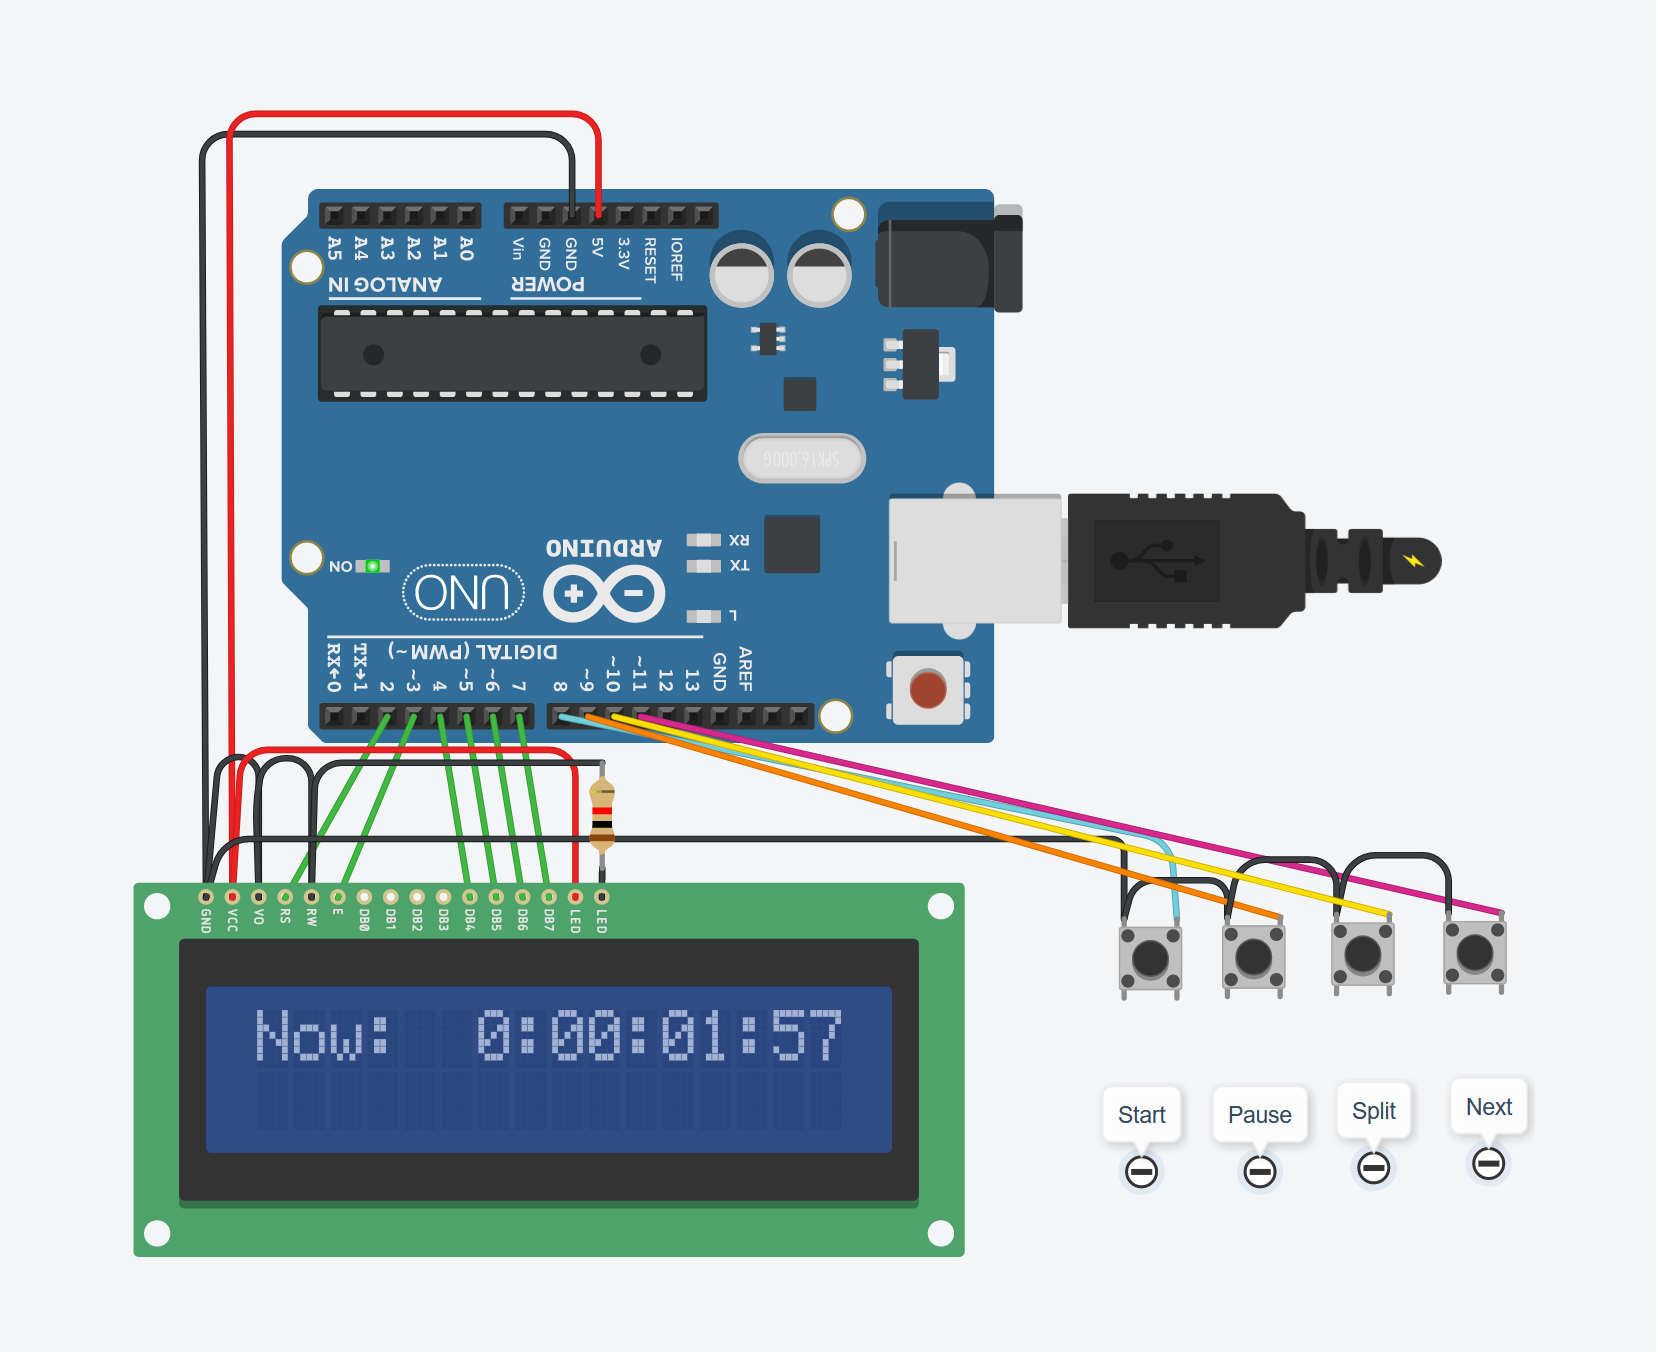 A5 A4 A3 A2 A1 A0
Vin GND GND 5V 3.3V RESET IOREF
ANALOG IN
POWER
SPK16.000G
ARDUINO
RX
TX
ON
UNO
L
DIGITAL (PWM ~)
RX←0 TX→1 2 ~3 4 ~5 ~6 7 8 ~9 ~10 ~11 12 13 GND AREF
GND VCC VO RS RW E DB0 DB1 DB2 DB3 DB4 DB5 DB6 DB7 LED LED
Now: 0:00:01:57
Start
Pause
Split
Next